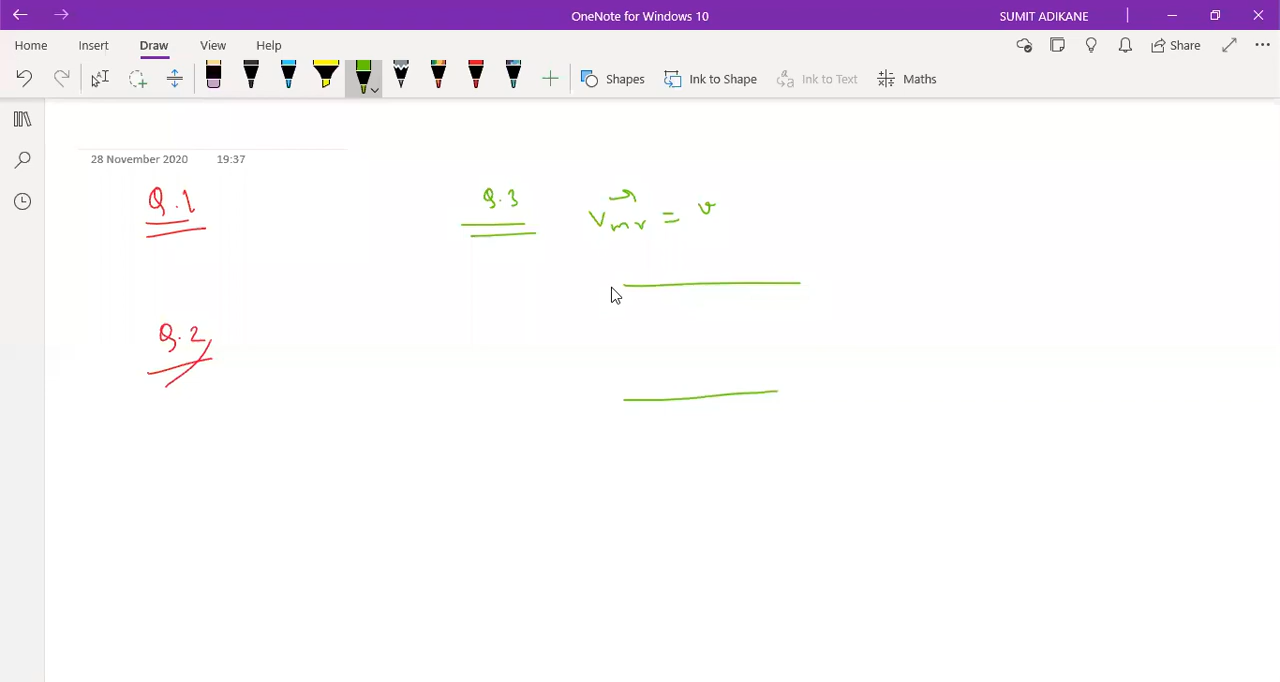 OneNote for Windows 10
SUMIT ADIKANE
Home Insert Draw View Help
Share
Shapes Ink to Shape Ink to Text Maths
28 November 2020 19:37
Q.1
Q.3
V⃗mr = v
Q.2